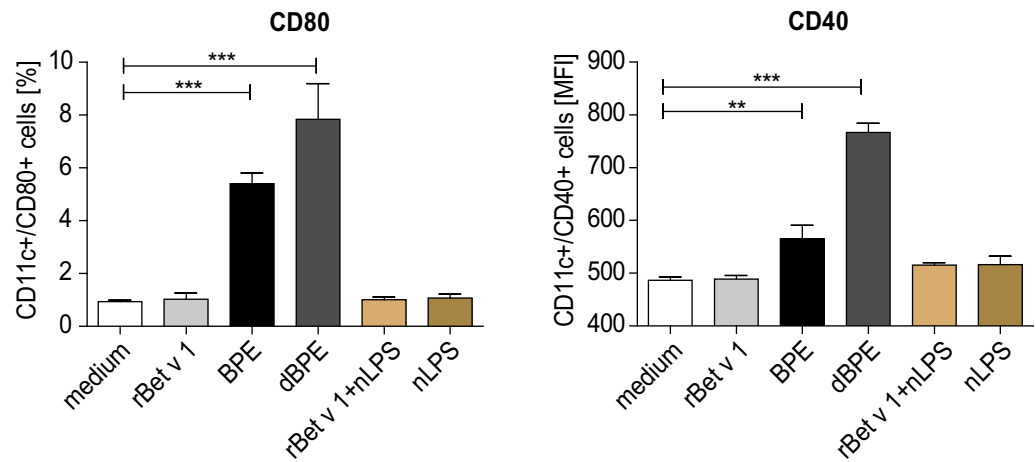 CD80
CD11c+/CD80+ cells [%]
10
8
6
4
2
0
***
***
medium
rBet v 1
BPE
dBPE
rBet v 1+nLPS
nLPS
CD40
CD11c+/CD40+ cells [MFI]
900
800
700
600
500
400
***
**
medium
rBet v 1
BPE
dBPE
rBet v 1+nLPS
nLPS